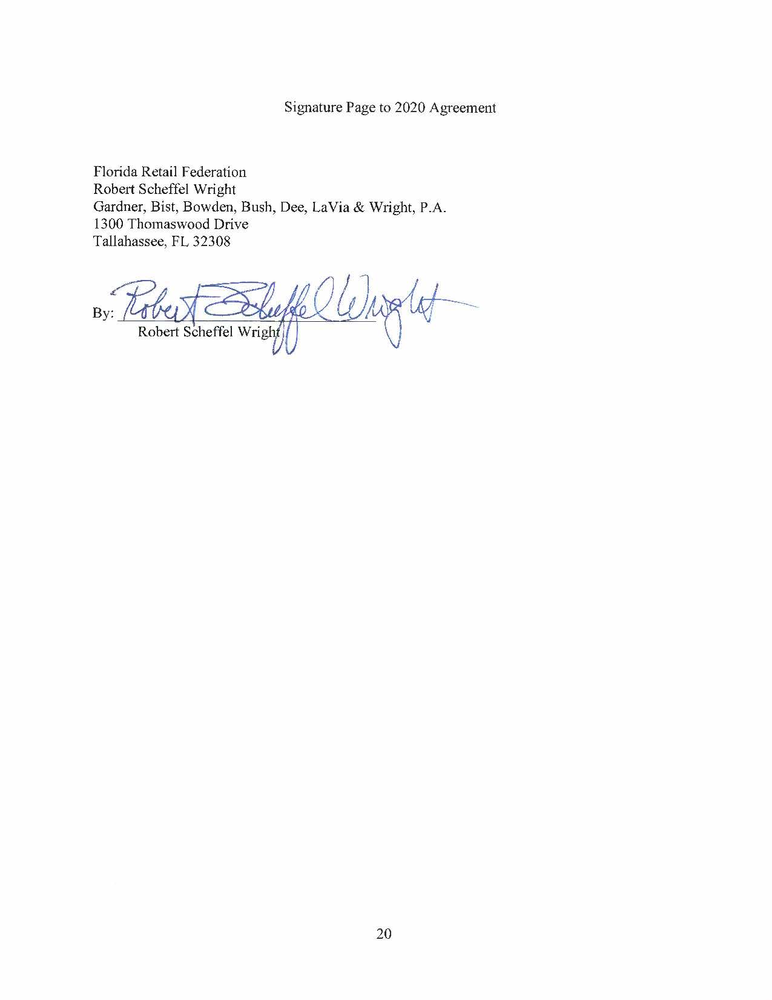 Signature Page to 2020 Agreement
Florida Retail Federation
Robert Scheffel Wright
Gardner, Bist, Bowden, Bush, Dee, LaVia & Wright, P.A.
1300 Thomaswood Drive
Tallahassee, FL 32308
By: Robert Scheffel Wright
Robert Scheffel Wright
20